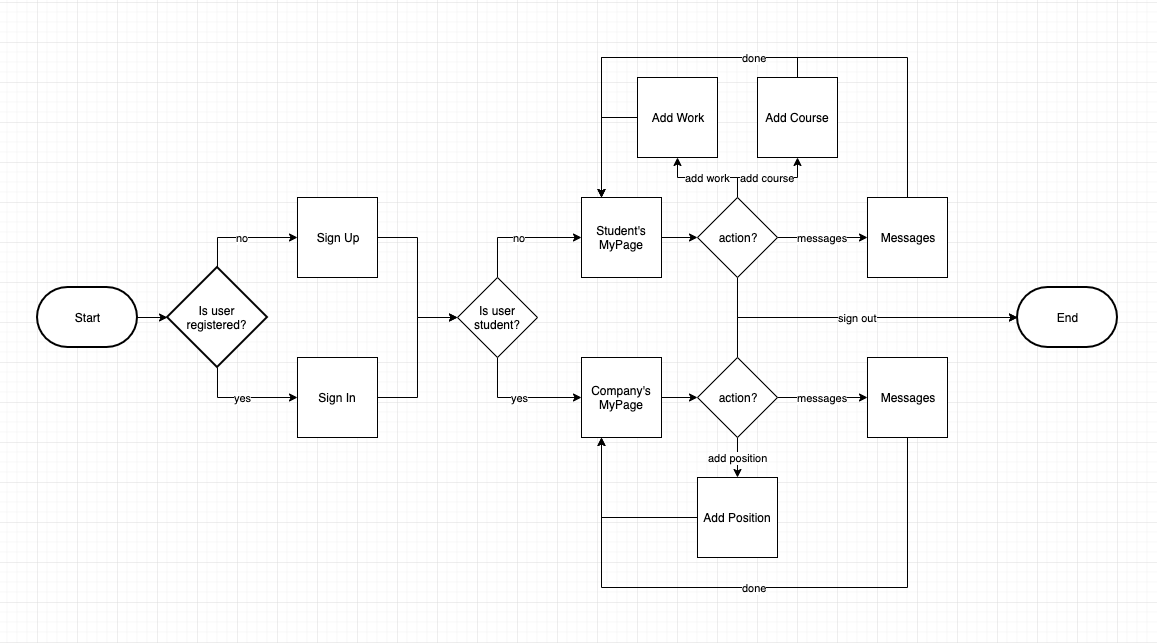 done
Add Work
Add Course
add work
add course
no
Sign Up
no
Student's
MyPage
action?
messages
Messages
Start
Is user
registered?
Is user
student?
sign out
End
yes
Sign In
yes
Company's
MyPage
action?
messages
Messages
add position
Add Position
done